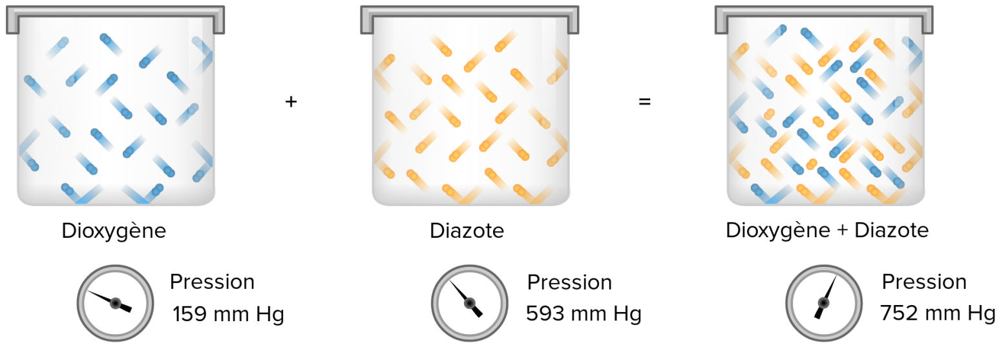 +
=
Dioxygène
Diazote
Dioxygène + Diazote
Pression
159 mm Hg
Pression
593 mm Hg
Pression
752 mm Hg